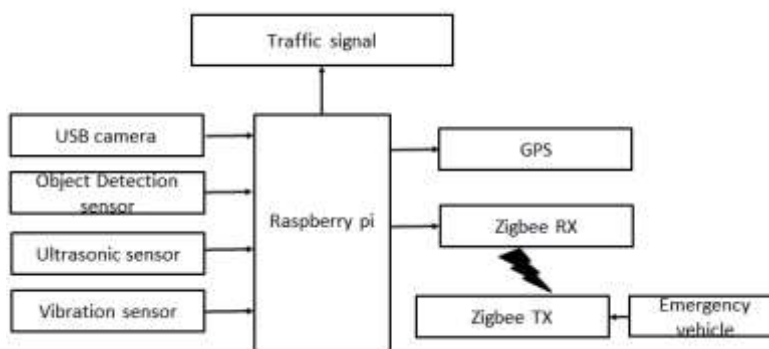 Traffic signal
USB camera
Object Detection
sensor
Ultrasonic sensor
Vibration sensor
Raspberry pi
GPS
Zigbee RX
Zigbee TX
Emergency
vehicle